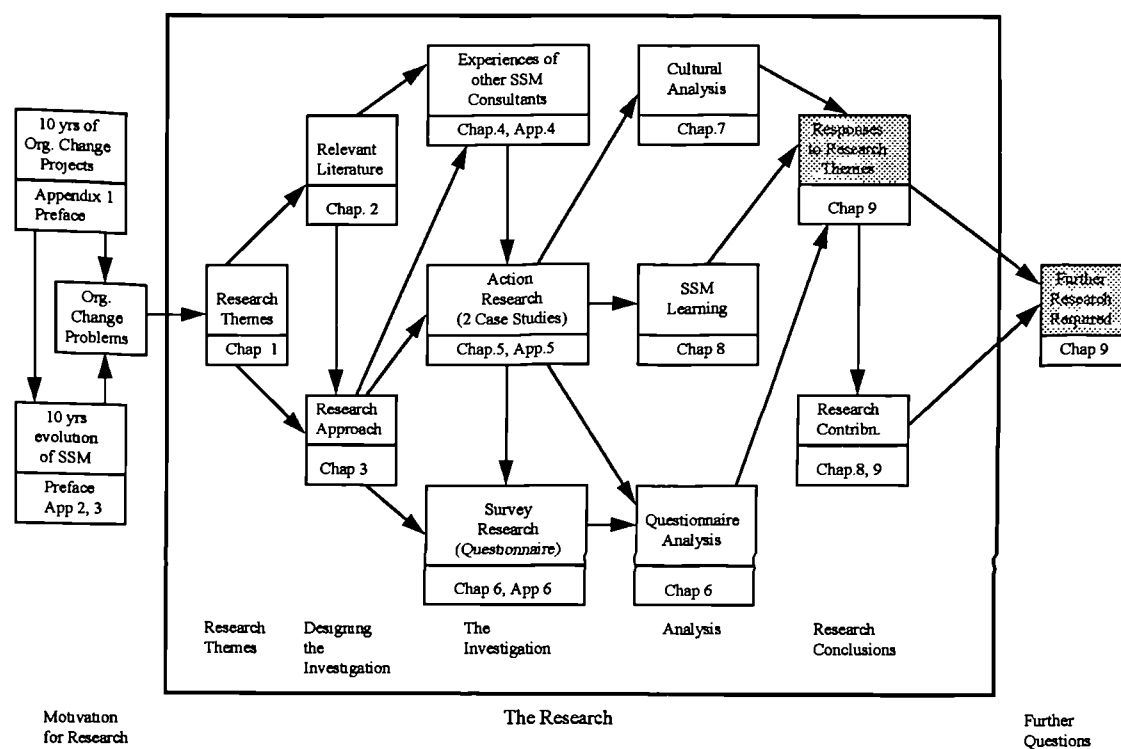 10 yrs of
Org. Change
Projects
Appendix 1
Preface
Org.
Change
Problems
10 yrs
evolution
of SSM
Preface
App 2, 3
Research
Themes
Chap 1
Relevant
Literature
Chap. 2
Research
Approach
Chap 3
Experiences of
other SSM
Consultants
Chap.4, App.4
Action
Research
(2 Case Studies)
Chap.5, App.5
Survey
Research
(Questionnaire)
Chap 6, App 6
Cultural
Analysis
Chap.7
SSM
Learning
Chap 8
Questionnaire
Analysis
Chap 6
Responses
to Research
Themes
Chap 9
Research
Contribn.
Chap.8, 9
Further
Research
Required
Chap 9
Research
Themes
Designing
the
Investigation
The
Investigation
Analysis
Research
Conclusions
Motivation
for Research
The Research
Further
Questions